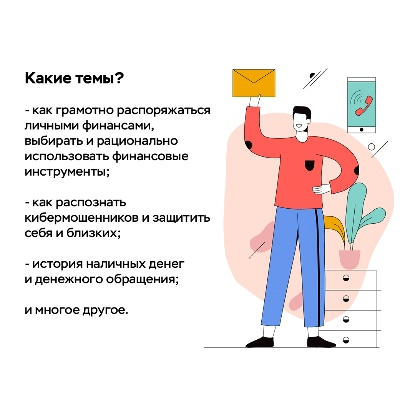 Какие темы?
- как грамотно распоряжаться
личными финансами,
выбирать и рационально
использовать финансовые
инструменты;
- как распознать
кибермошенников и защитить
себя и близких;
- история наличных денег
и денежного обращения;
и многое другое.